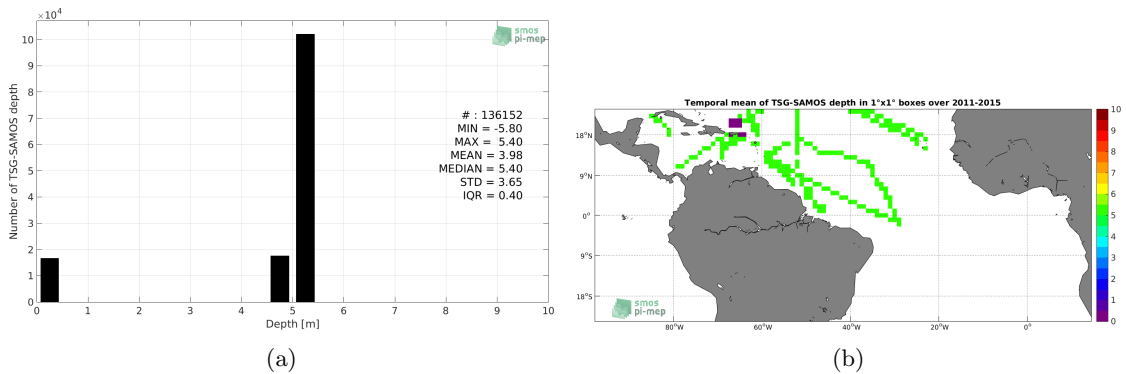 ×10⁴
10
9
8
7
6
5
4
3
2
1
0
Number of TSG-SAMOS depth
smos
pi-mep
# : 136152
MIN = -5.80
MAX = 5.40
MEAN = 3.98
MEDIAN = 5.40
STD = 3.65
IQR = 0.40
0 1 2 3 4 5 6 7 8 9 10
Depth [m]
(a)
Temporal mean of TSG-SAMOS depth in 1°x1° boxes over 2011-2015
18°N
9°N
0°
9°S
18°S
80°W 60°W 40°W 20°W 0°
smos
pi-mep
10
9
8
7
6
5
4
3
2
1
0
(b)